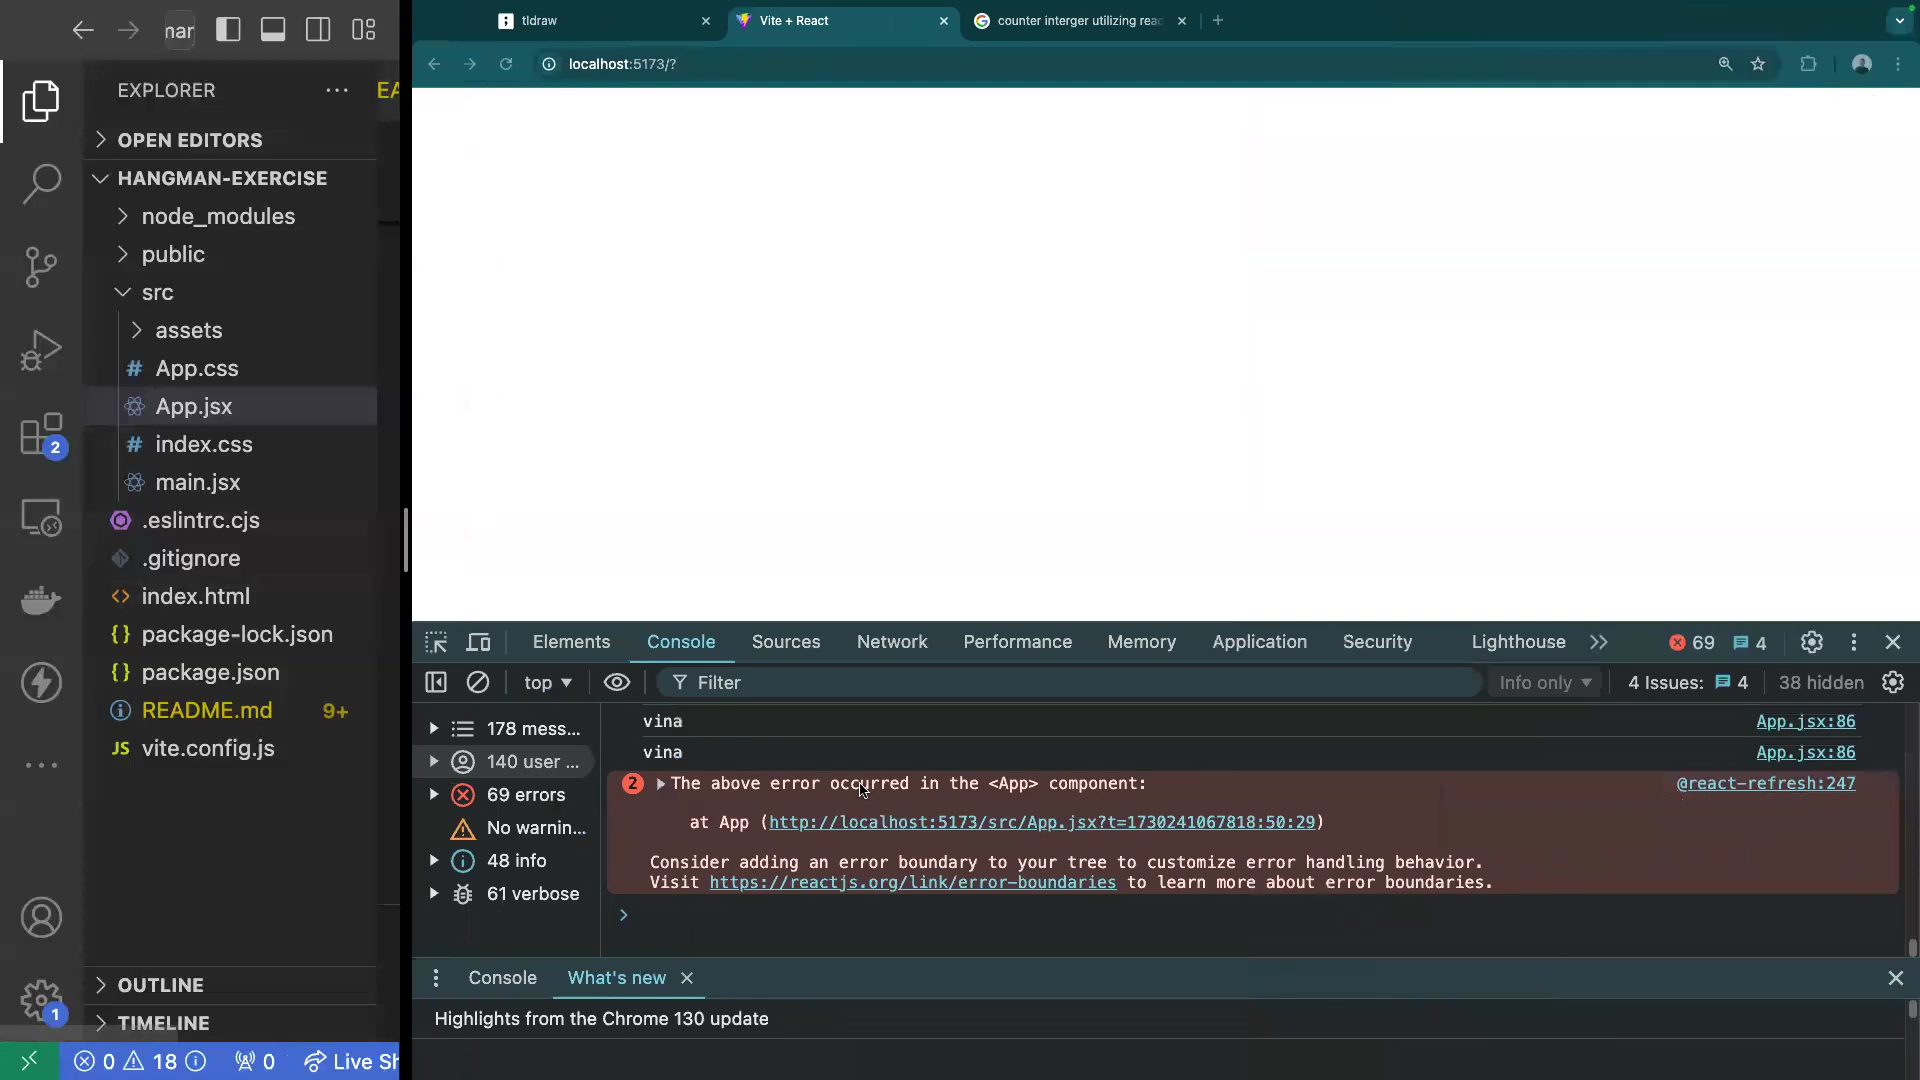 nar
tldraw
Vite + React
counter interger utilizing rea
localhost:5173/?
EXPLORER
EA
OPEN EDITORS
HANGMAN-EXERCISE
node_modules
public
src
assets
# App.css
App.jsx
# index.css
main.jsx
.eslintrc.cjs
.gitignore
<> index.html
{} package-lock.json
{} package.json
README.md 9+
JS vite.config.js
2
OUTLINE
TIMELINE
1
0 18 0 Live Sh
Elements Console Sources Network Performance Memory Application Security Lighthouse 69 4
top Filter Info only 4 Issues: 4 38 hidden
178 mess...
140 user ...
69 errors
No warnin...
48 info
61 verbose
vina App.jsx:86
vina App.jsx:86
2 The above error occurred in the <App> component: @react-refresh:247
at App (http://localhost:5173/src/App.jsx?t=1730241067818:50:29)
Consider adding an error boundary to your tree to customize error handling behavior.
Visit https://reactjs.org/link/error-boundaries to learn more about error boundaries.
Console What's new
Highlights from the Chrome 130 update